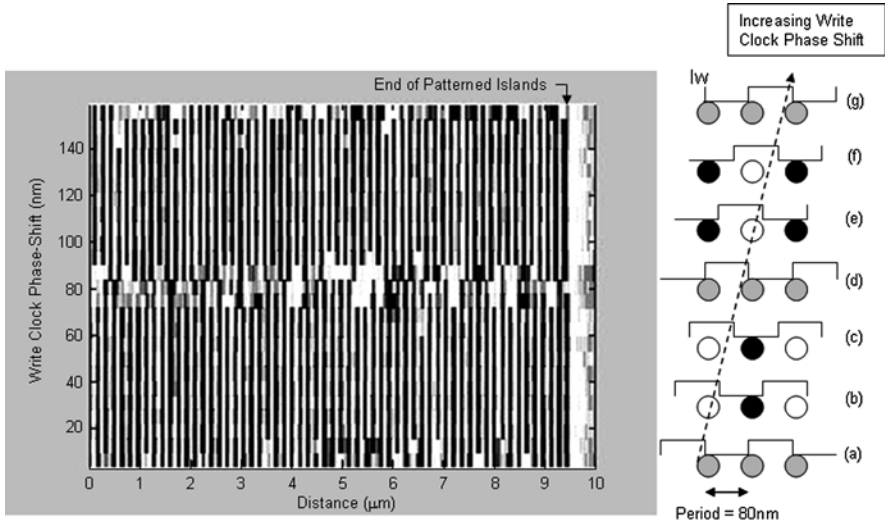 Increasing Write
Clock Phase Shift
End of Patterned Islands
Iw
(g)
(f)
(e)
(d)
(c)
(b)
(a)
Period = 80nm
Write Clock Phase-Shift (nm)
140
120
100
80
60
40
20
0 1 2 3 4 5 6 7 8 9 10
Distance (μm)